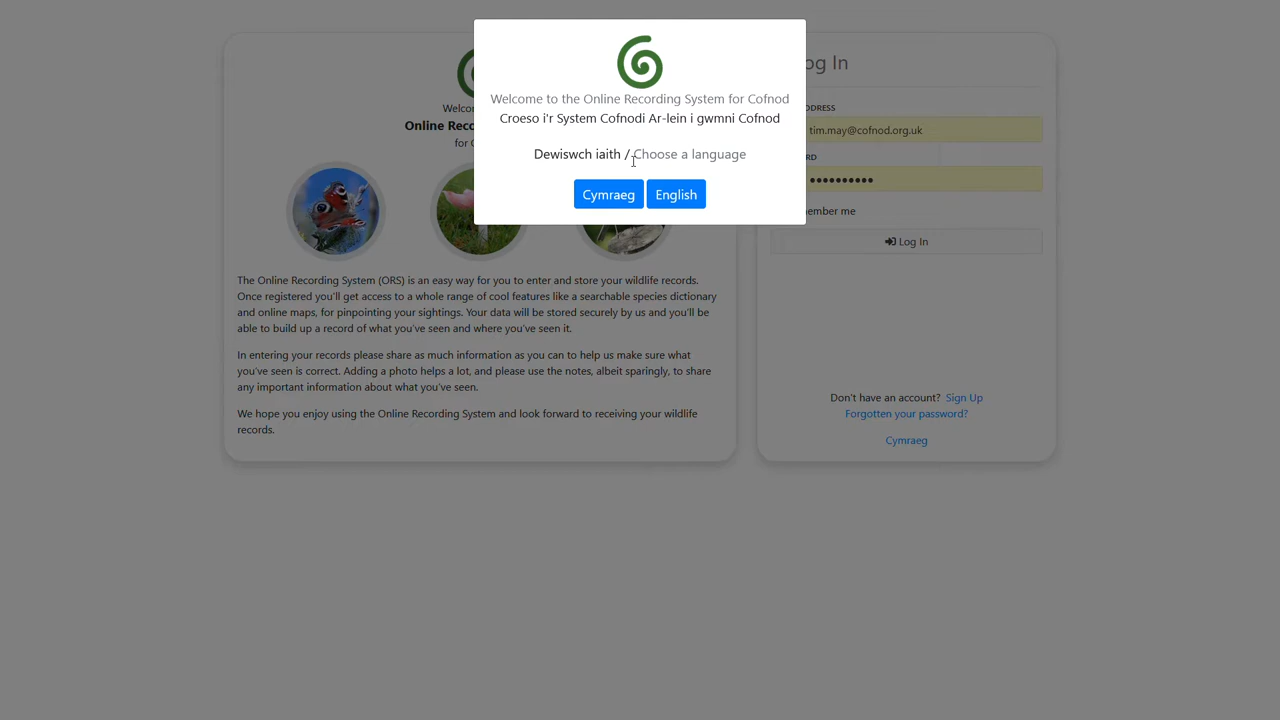 Welcome to the Online Recording System for Cofnod
Croeso i'r System Cofnodi Ar-lein i gwmni Cofnod
Dewiswch iaith / Choose a language
Cymraeg English
Online
for
The Online Recording System (ORS) is an easy way for you to enter and store your wildlife records.
Once registered you'll get access to a whole range of cool features like a searchable species dictionary
and online maps, for pinpointing your sightings. Your data will be stored securely by us and you'll be
able to build up a record of what you've seen and where you've seen it.
In entering your records please share as much information as you can to help us make sure what
you've seen is correct. Adding a photo helps a lot, and please use the notes, albeit sparingly, to share
any important information about what you've seen.
We hope you enjoy using the Online Recording System and look forward to receiving your wildlife
records.
In
tim.may@cofnod.org.uk
me
Log In
Don't have an account? Sign Up
Forgotten your password?
Cymraeg